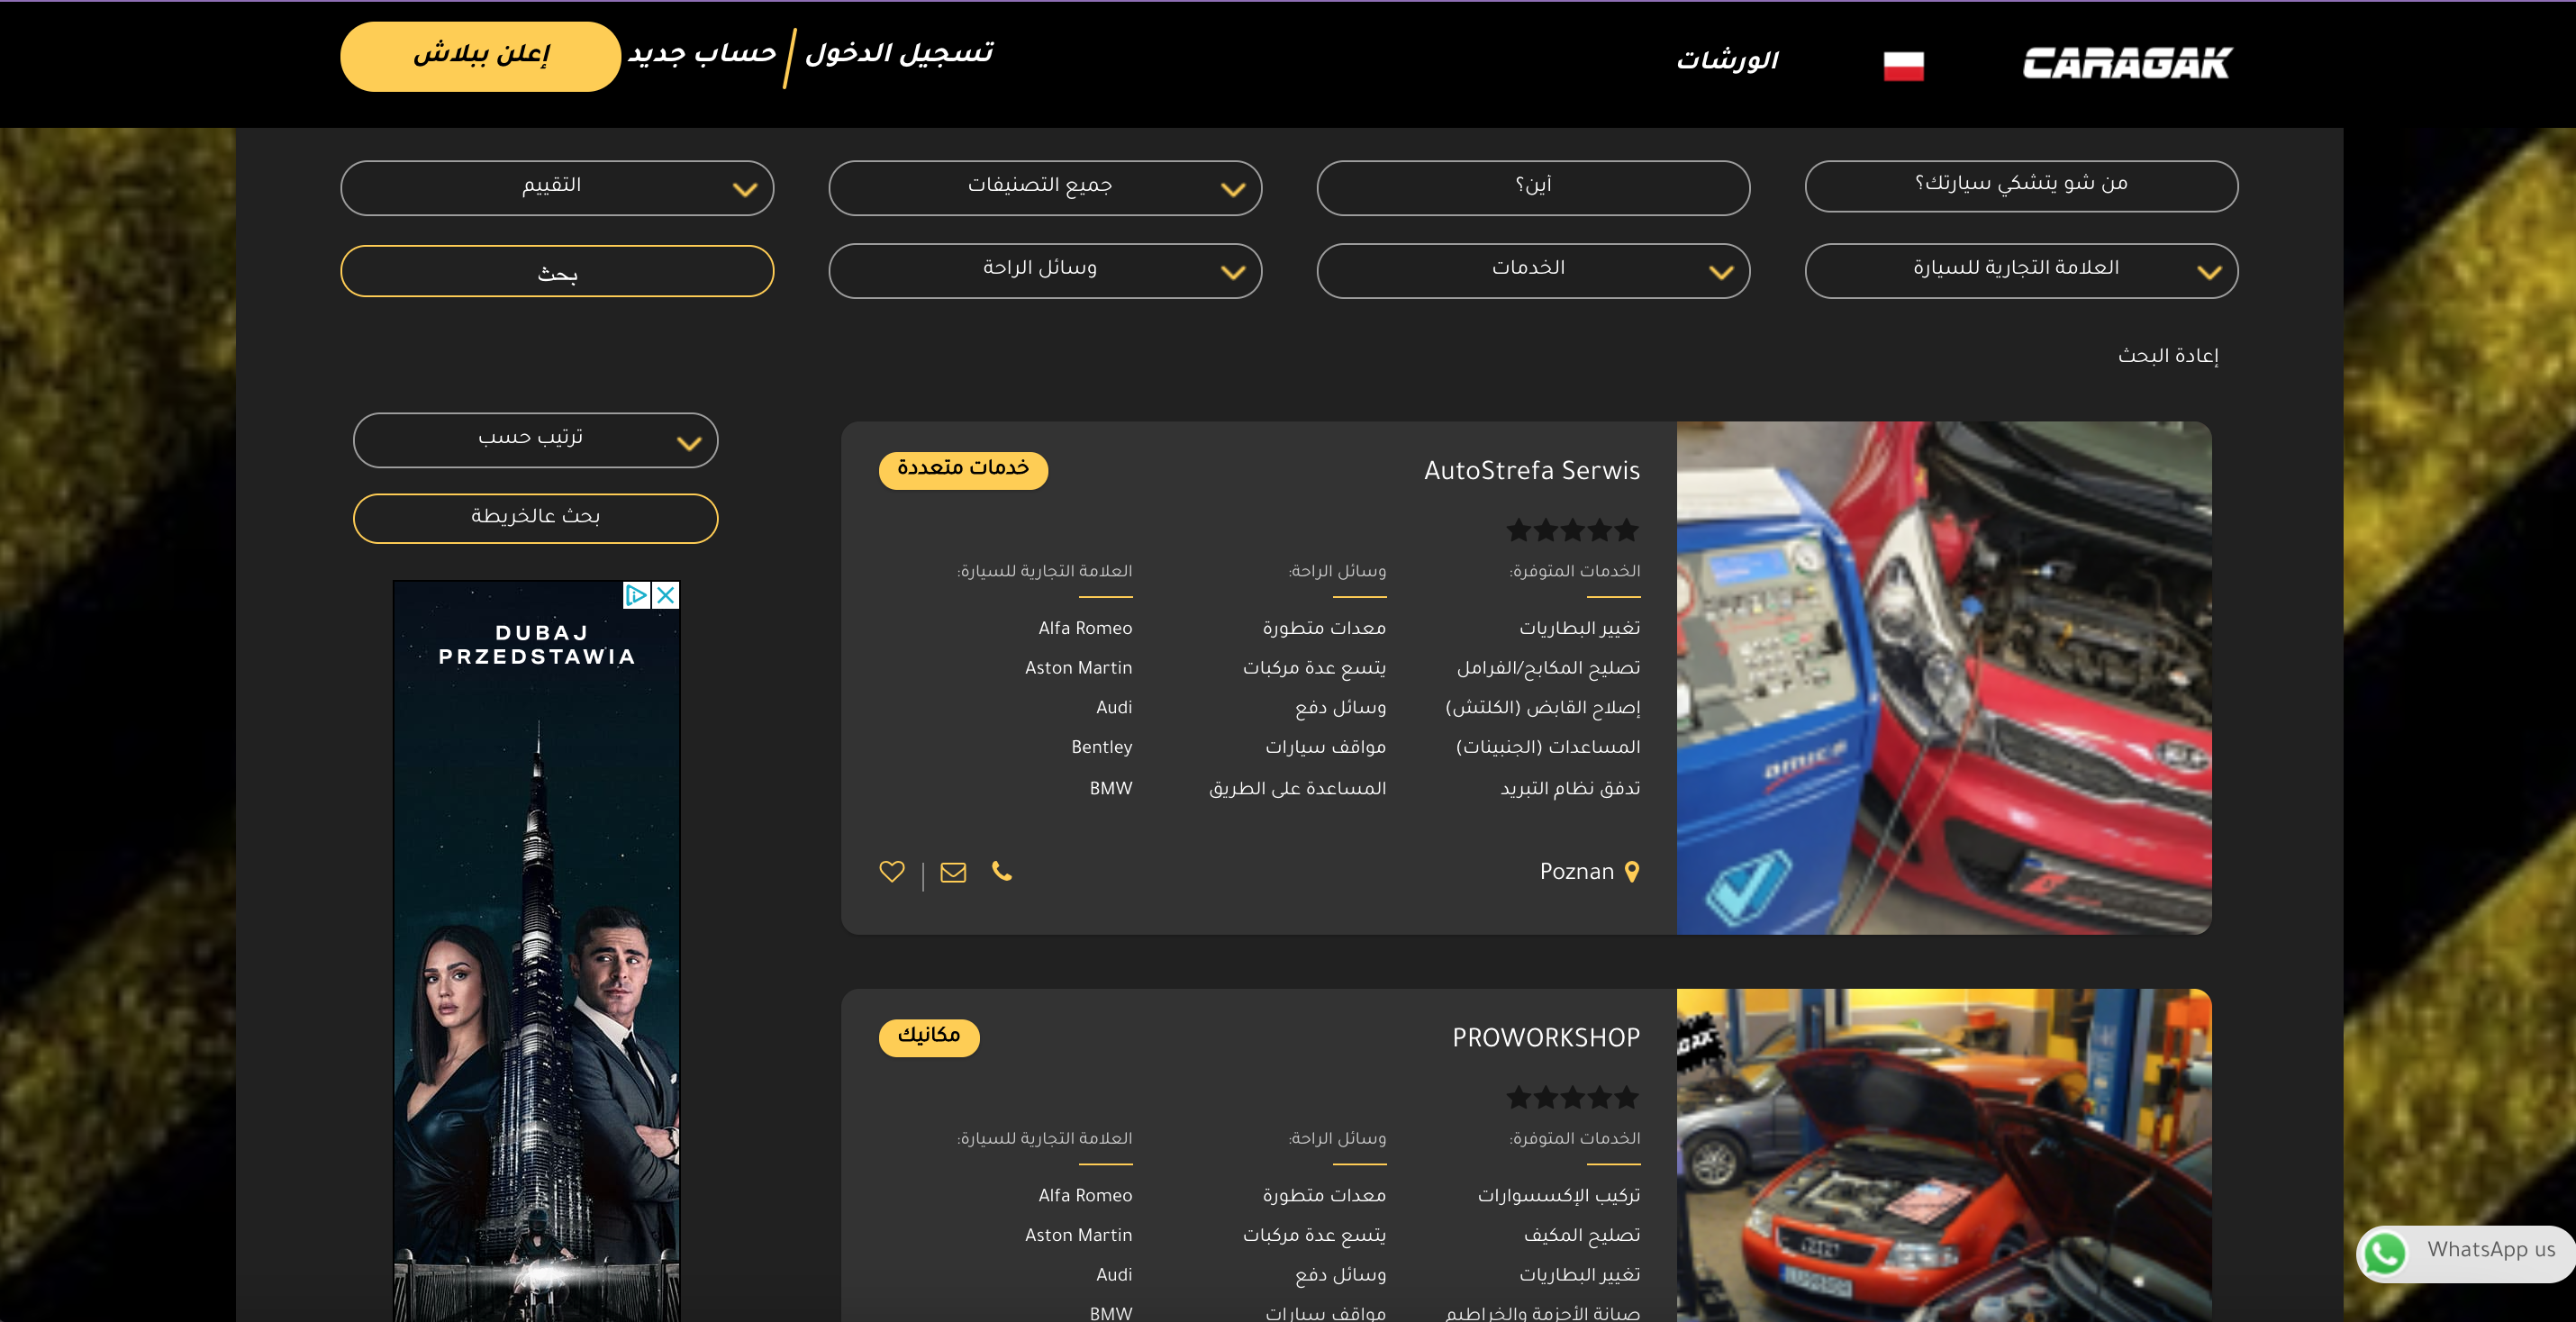 CARAGAK
الورشات
تسجيل الدخول
حساب جديد
إعلن ببلاش
من شو يتشكي سيارتك؟
أين؟
جميع التصنيفات
التقييم
العلامة التجارية للسيارة
الخدمات
وسائل الراحة
بحث
إعادة البحث
AutoStrefa Serwis
خدمات متعددة
الخدمات المتوفرة:
تغيير البطاريات
تصليح المكابح/الفرامل
إصلاح القابض (الكلتش)
المساعدات (الجنبينات)
تدفق نظام التبريد
وسائل الراحة:
معدات متطورة
يتسع عدة مركبات
وسائل دفع
مواقف سيارات
المساعدة على الطريق
العلامة التجارية للسيارة:
Alfa Romeo
Aston Martin
Audi
Bentley
BMW
Poznan
amica
PROWORKSHOP
مكانيك
الخدمات المتوفرة:
تركيب الإكسسوارات
تصليح المكيف
تغيير البطاريات
صيانة الأحزمة والخراطيم
وسائل الراحة:
معدات متطورة
يتسع عدة مركبات
وسائل دفع
مواقف سيارات
العلامة التجارية للسيارة:
Alfa Romeo
Aston Martin
Audi
BMW
ترتيب حسب
بحث عالخريطة
DUBAJ
PRZEDSTAWIA
WhatsApp us